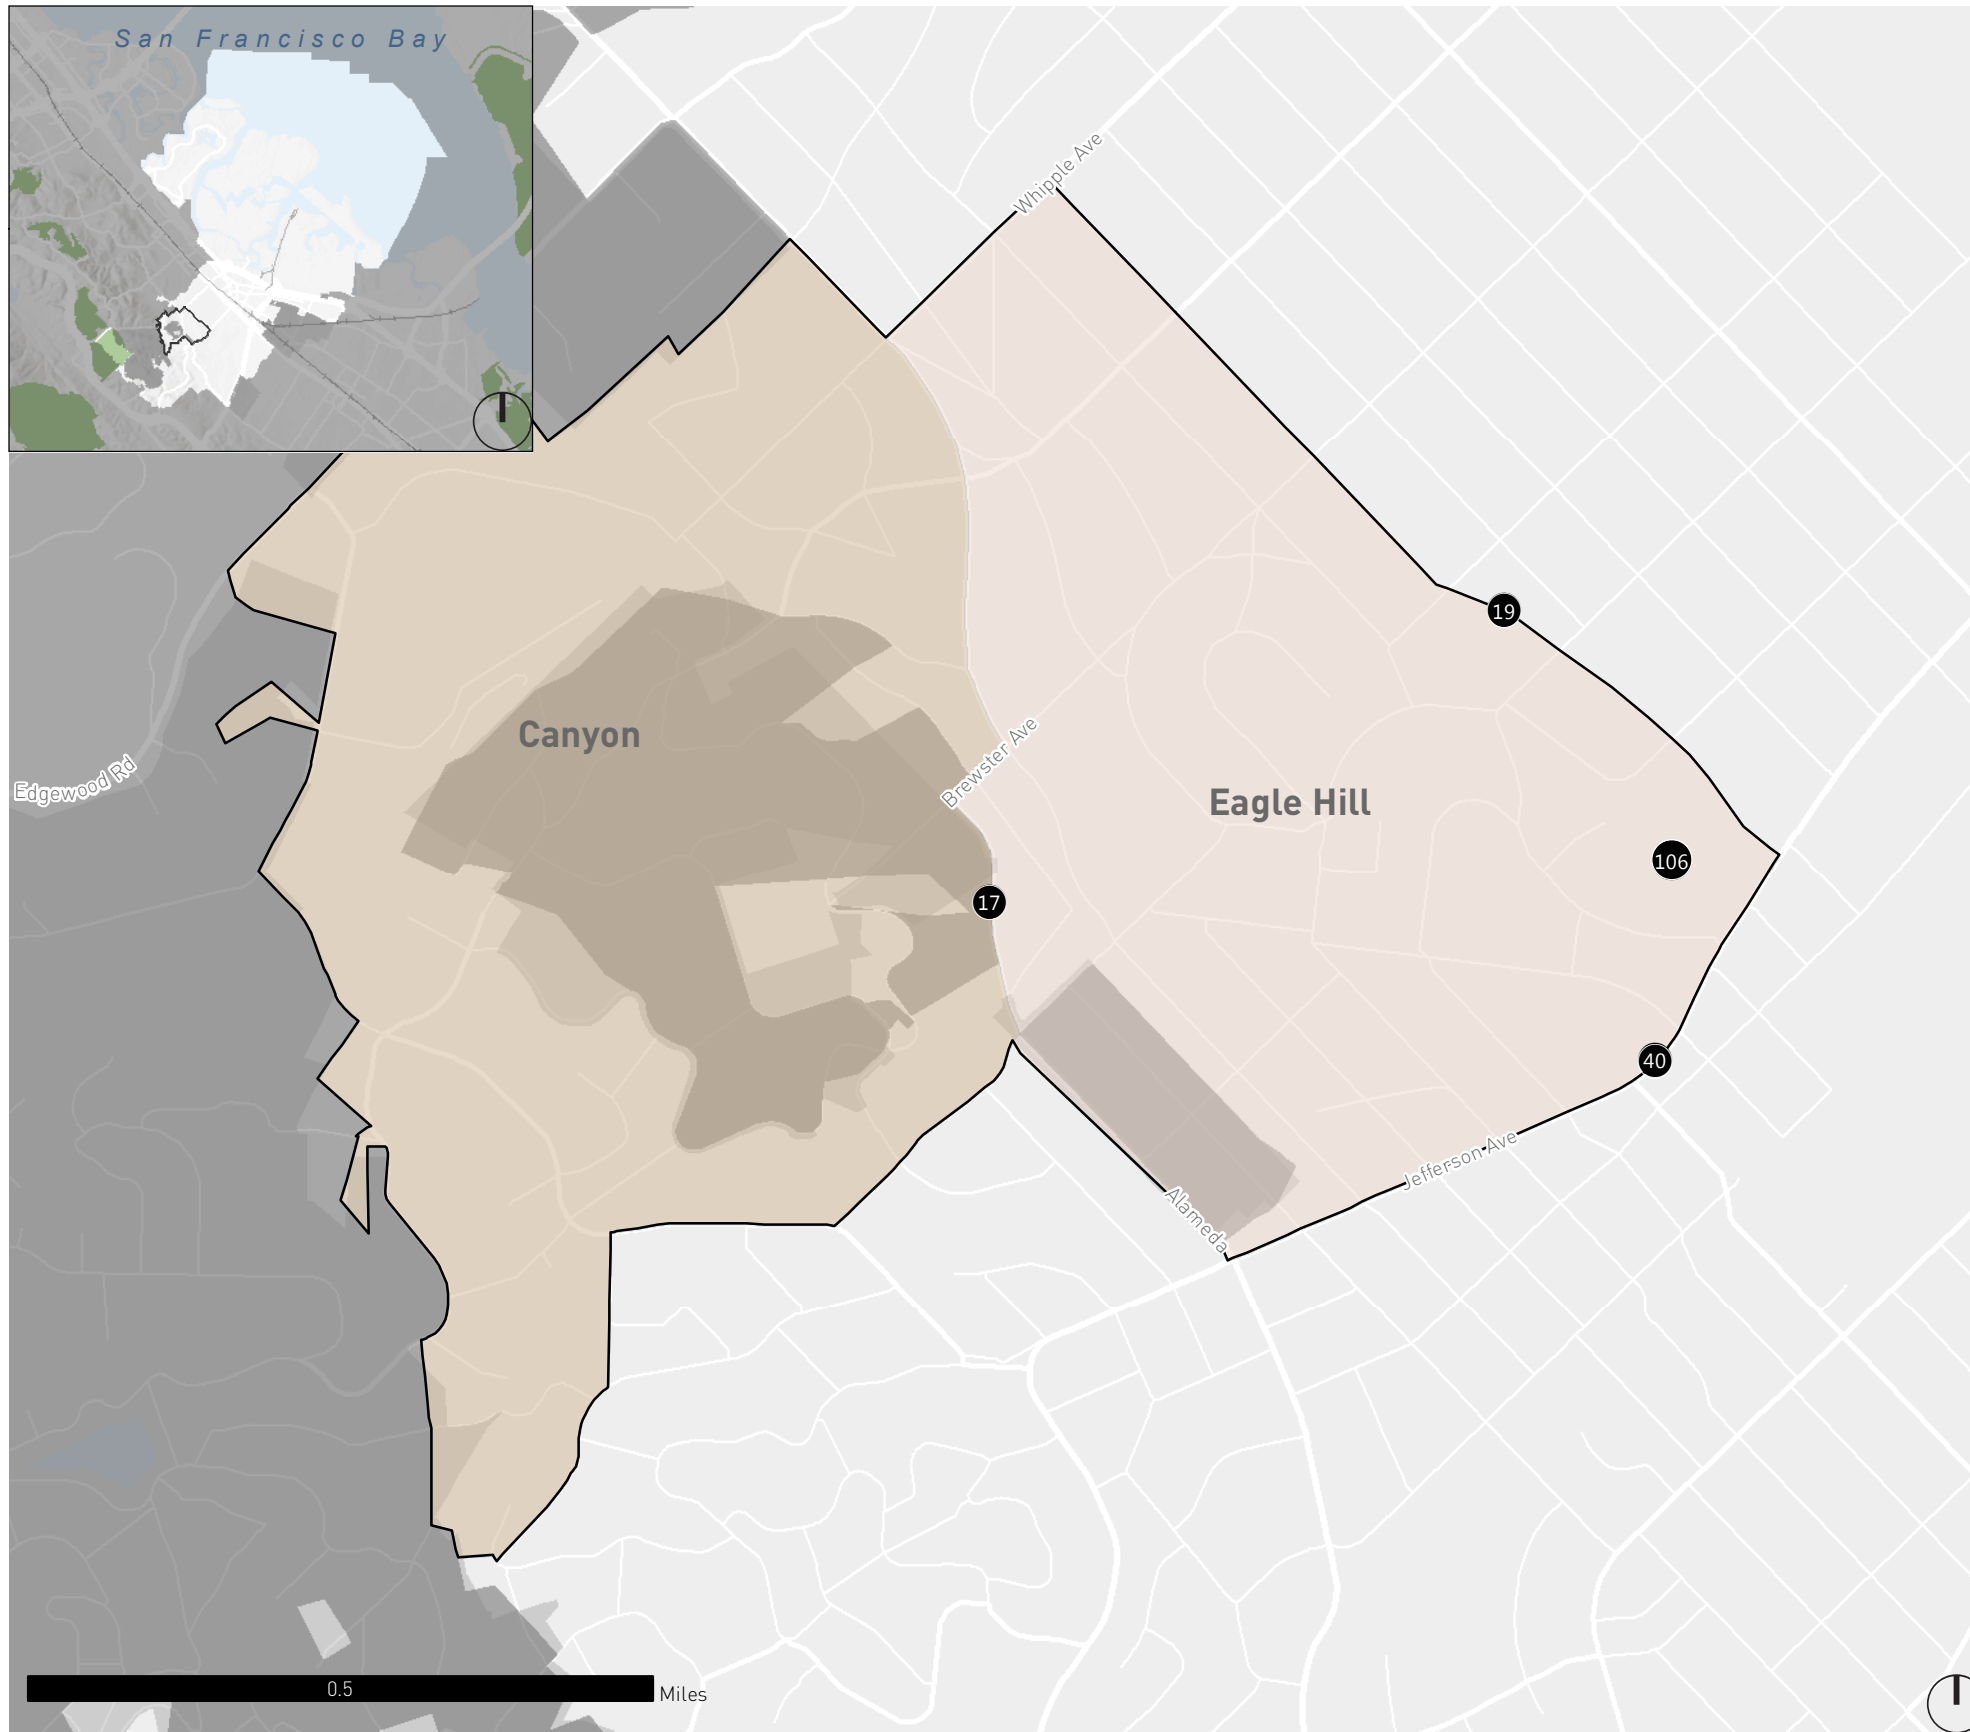 San Francisco Bay
Whipple Ave
19
Canyon
Brewster Ave
Edgewood Rd
Eagle Hill
106
17
40
Jefferson Ave
Alameda
0.5
Miles